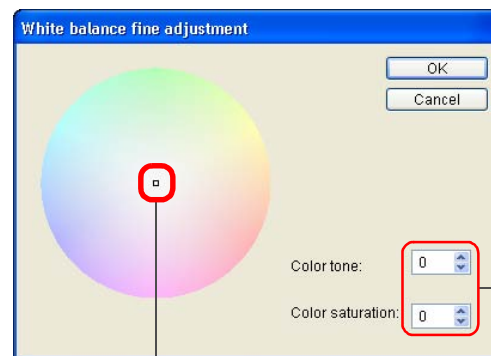 White balance fine adjustment
OK
Cancel
Color tone: 0
Color saturation: 0